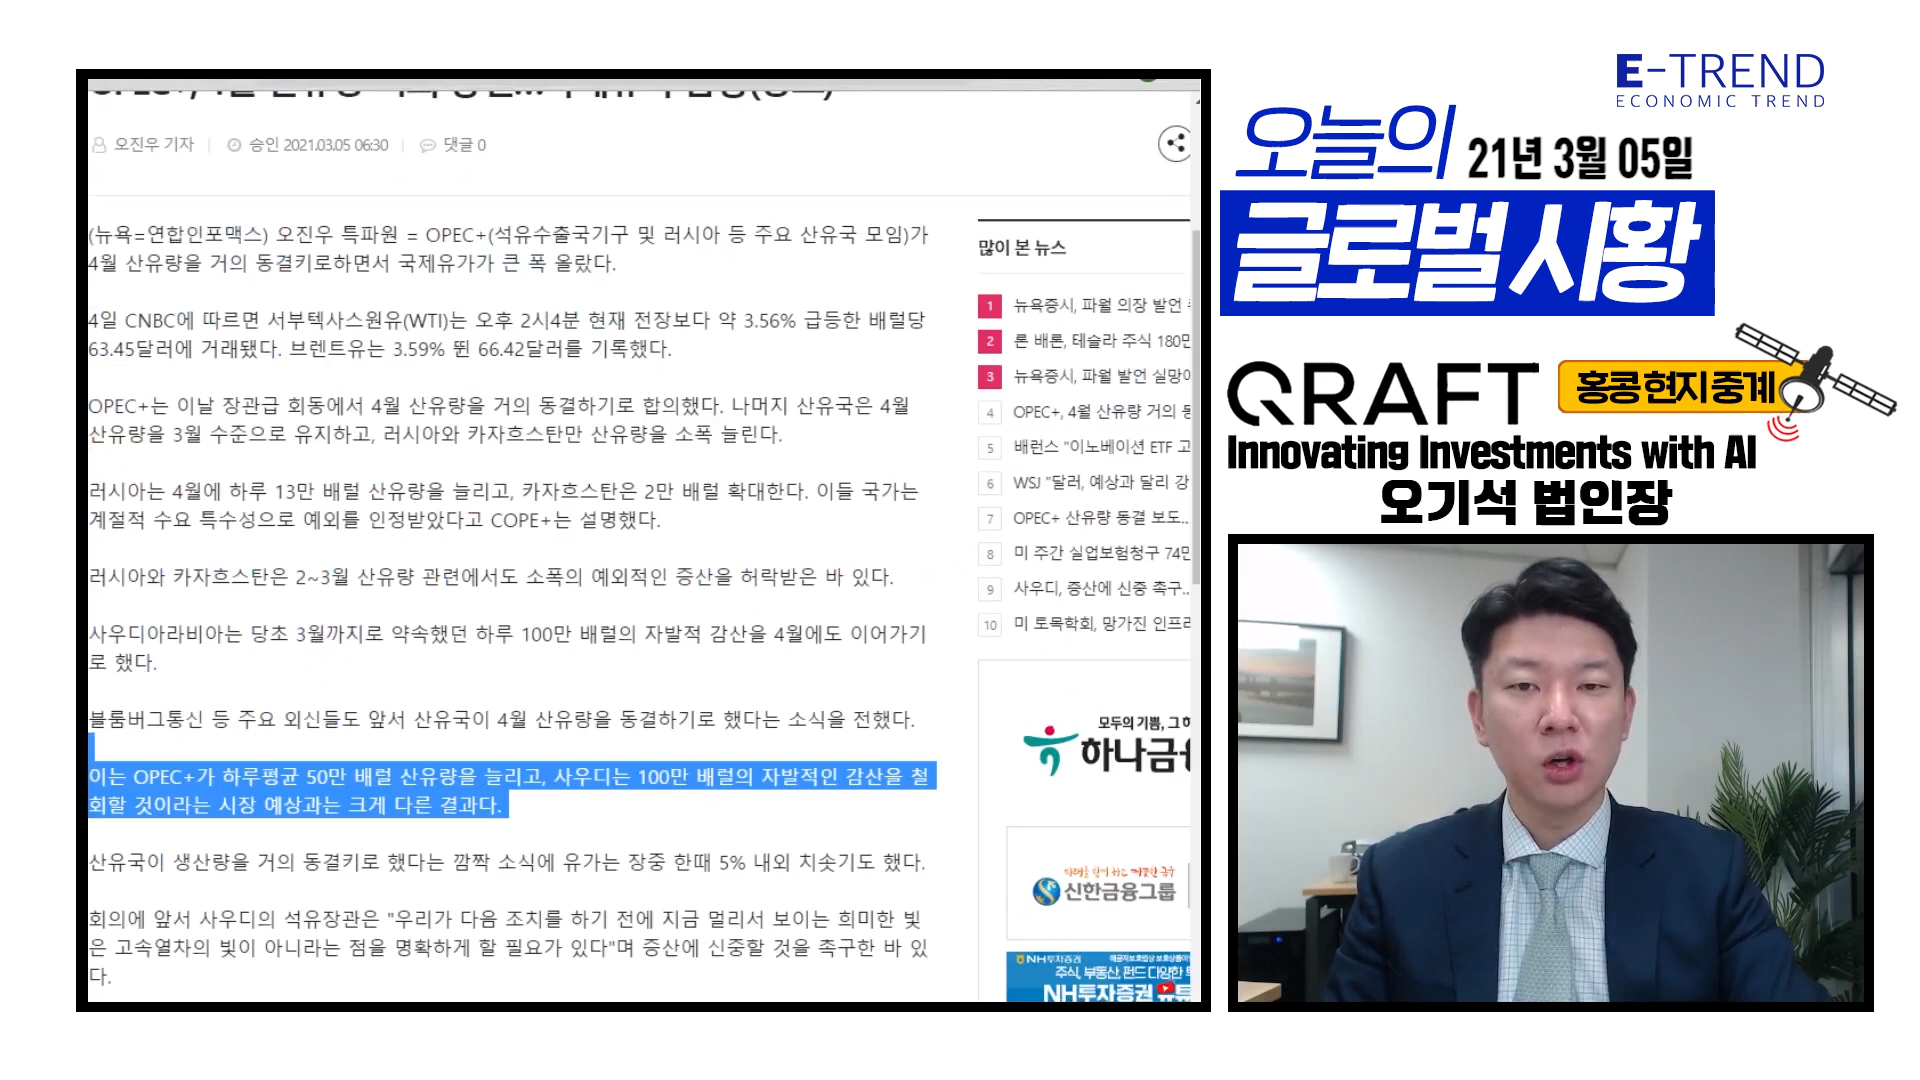 오진우 기자 | 승인 2021.03.05 06:30 | 댓글 0
(뉴욕=연합인포맥스) 오진우 특파원 = OPEC+(석유수출국기구 및 러시아 등 주요 산유국 모임)가
4월 산유량을 거의 동결키로하면서 국제유가가 큰 폭 올랐다.
4일 CNBC에 따르면 서부텍사스원유(WTI)는 오후 2시4분 현재 전장보다 약 3.56% 급등한 배럴당
63.45달러에 거래됐다. 브렌트유는 3.59% 뛴 66.42달러를 기록했다.
OPEC+는 이날 장관급 회동에서 4월 산유량을 거의 동결하기로 합의했다. 나머지 산유국은 4월
산유량을 3월 수준으로 유지하고, 러시아와 카자흐스탄만 산유량을 소폭 늘린다.
러시아는 4월에 하루 13만 배럴 산유량을 늘리고, 카자흐스탄은 2만 배럴 확대한다. 이들 국가는
계절적 수요 특수성으로 예외를 인정받았다고 COPE+는 설명했다.
러시아와 카자흐스탄은 2~3월 산유량 관련에서도 소폭의 예외적인 증산을 허락받은 바 있다.
사우디아라비아는 당초 3월까지로 약속했던 하루 100만 배럴의 자발적 감산을 4월에도 이어가기
로 했다.
블룸버그통신 등 주요 외신들도 앞서 산유국이 4월 산유량을 동결하기로 했다는 소식을 전했다.
이는 OPEC+가 하루평균 50만 배럴 산유량을 늘리고, 사우디는 100만 배럴의 자발적인 감산을 철
회할 것이라는 시장 예상과는 크게 다른 결과다.
산유국이 생산량을 거의 동결키로 했다는 깜짝 소식에 유가는 장중 한때 5% 내외 치솟기도 했다.
회의에 앞서 사우디의 석유장관은 "우리가 다음 조치를 하기 전에 지금 멀리서 보이는 희미한 빛
은 고속열차의 빛이 아니라는 점을 명확하게 할 필요가 있다"며 증산에 신중할 것을 촉구한 바 있
다.
많이 본 뉴스
1 뉴욕증시, 파월 의장 발언
2 론 배론, 테슬라 주식 180만
3 뉴욕증시, 파월 발언 실망에
4 OPEC+, 4월 산유량 거의
5 배런스 "이노베이션 ETF 고
6 WSJ "달러, 예상과 달리 강
7 OPEC+ 산유량 동결 보도..
8 미 주간 실업보험청구 74만
9 사우디, 증산에 신중 촉구..
10 미 토목학회, 망가진 인프라
모두의 기쁨, 그
하나금융
신한금융그룹
NH투자증권
주식, 부동산, 펀드 다양한
NH투자증권
E-TREND
ECONOMIC TREND
오늘의 21년 3월 05일
글로벌 시황
QRAFT 홍콩 현지 중계
Innovating Investments with AI
오기석 법인장